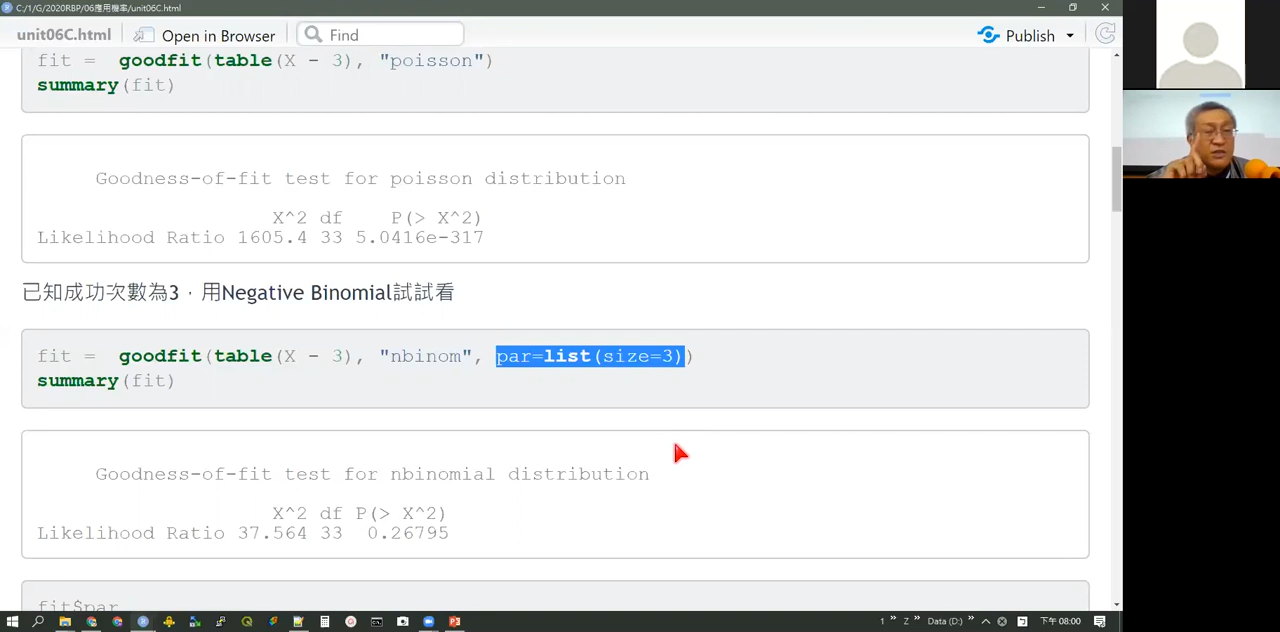 C:/1/G/2020RBP/06應用機率/unit06C.html
unit06C.html Open in Browser Find Publish
fit = goodfit(table(X - 3), "poisson")
summary(fit)
Goodness-of-fit test for poisson distribution
X^2 df P(> X^2)
Likelihood Ratio 1605.4 33 5.0416e-317
已知成功次數為3，用Negative Binomial試試看
fit = goodfit(table(X - 3), "nbinom", par=list(size=3))
summary(fit)
Goodness-of-fit test for nbinomial distribution
X^2 df P(> X^2)
Likelihood Ratio 37.564 33 0.26795
fit$par
1 » Z » Data (D:) » 下午 08:00